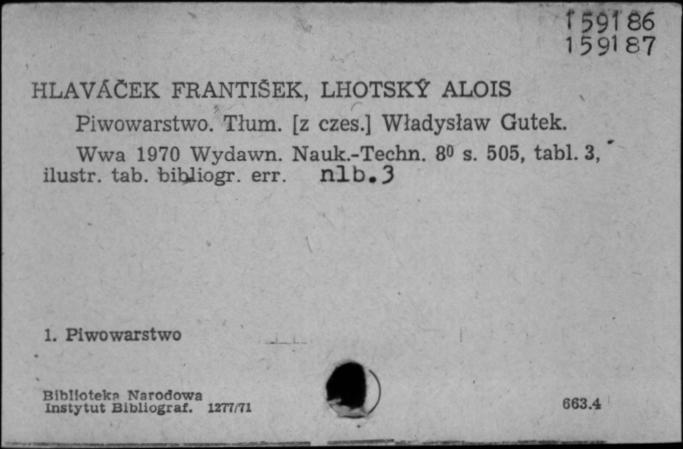 159186
159187
HLAVÁČEK FRANTIŠEK, LHOTSKÝ ALOIS
Piwowarstwo. Tłum. [z czes.] Władysław Gutek.
Wwa 1970 Wydawn. Nauk.-Techn. 8⁰ s. 505, tabl. 3,
ilustr. tab. bibliogr. err. nlb.3
1. Piwowarstwo
Biblioteka Narodowa
Instytut Bibliograf. 1277/71
663.4